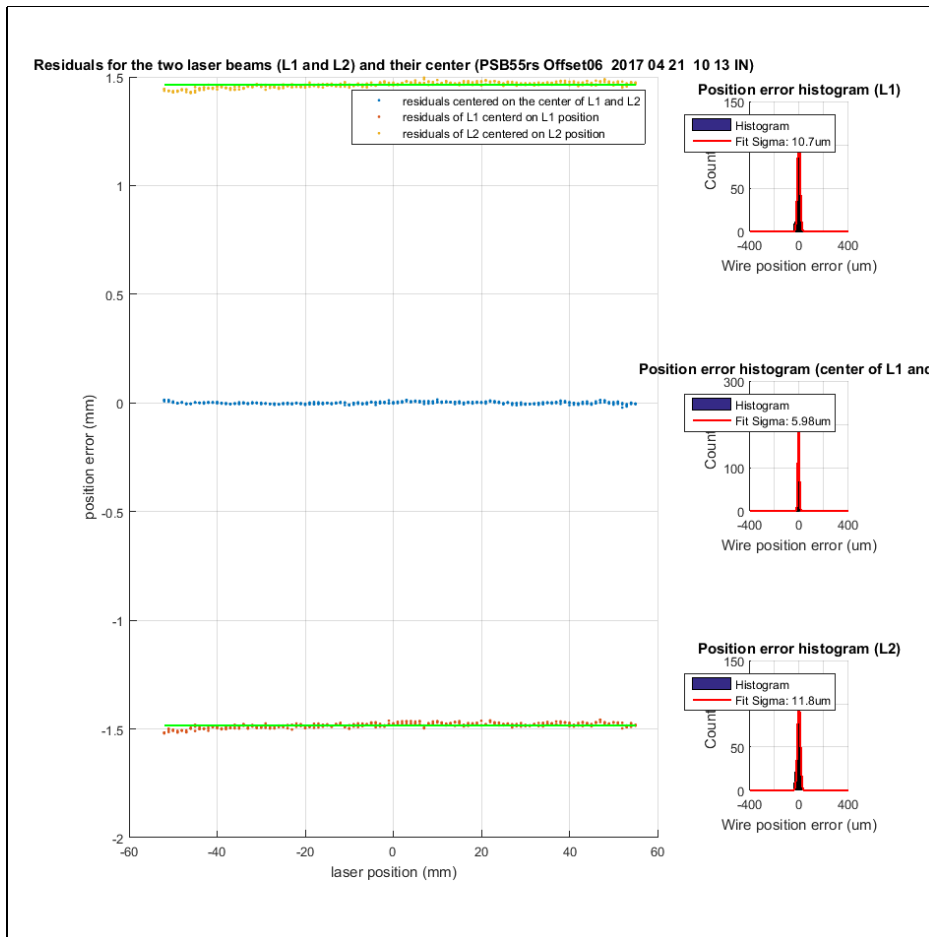 Residuals for the two laser beams (L1 and L2) and their center (PSB55rs Offset06  2017 04 21  10 13 IN)
1.5
1
0.5
0
-0.5
-1
-1.5
-2
position error (mm)
-60
-40
-20
0
20
40
60
laser position (mm)
residuals centered on the center of L1 and L2
residuals of L1 centerd on L1 position
residuals of L2 centered on L2 position
Position error histogram (L1)
150
50
0
Count
Histogram
Fit Sigma: 10.7um
-400
0
400
Wire position error (um)
Position error histogram (center of L1 and
300
100
0
Count
Histogram
Fit Sigma: 5.98um
-400
0
400
Wire position error (um)
Position error histogram (L2)
150
50
0
Count
Histogram
Fit Sigma: 11.8um
-400
0
400
Wire position error (um)